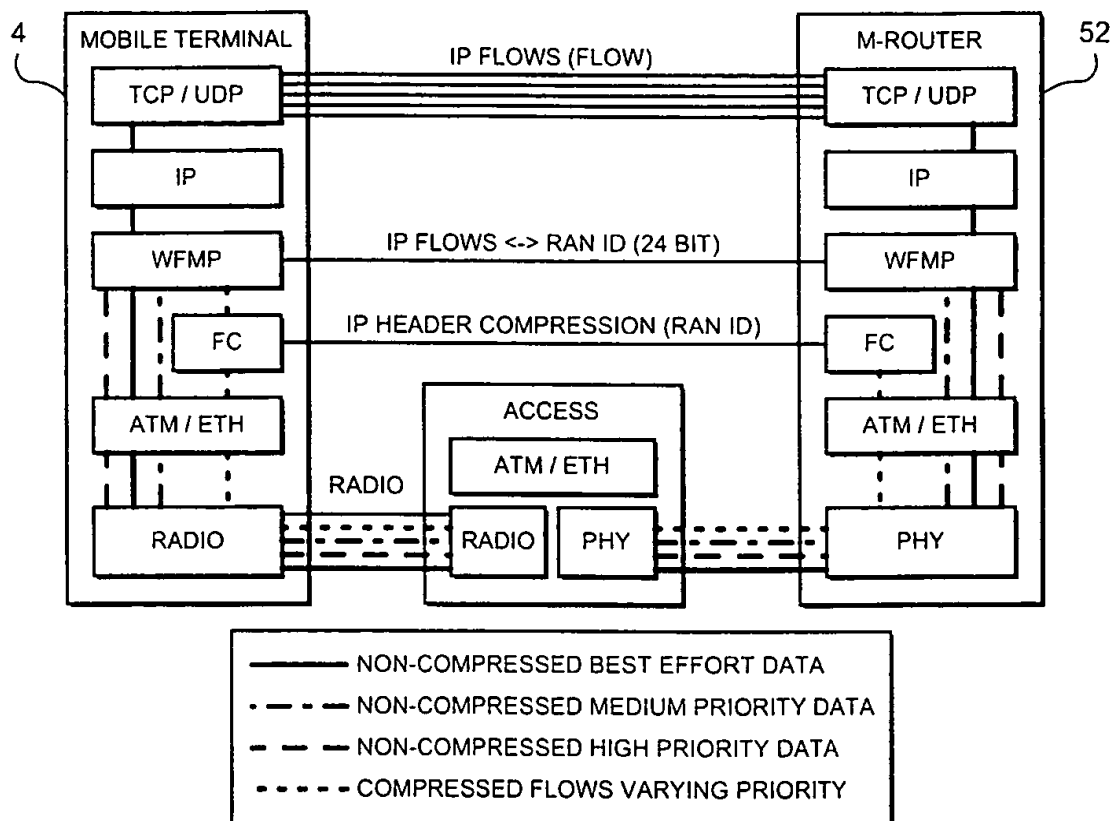 4
MOBILE TERMINAL
M-ROUTER
52
IP FLOWS (FLOW)
TCP / UDP
TCP / UDP
IP
IP
IP FLOWS <-> RAN ID (24 BIT)
WFMP
WFMP
IP HEADER COMPRESSION (RAN ID)
FC
FC
ACCESS
ATM / ETH
ATM / ETH
ATM / ETH
RADIO
RADIO
RADIO
PHY
PHY
NON-COMPRESSED BEST EFFORT DATA
NON-COMPRESSED MEDIUM PRIORITY DATA
NON-COMPRESSED HIGH PRIORITY DATA
COMPRESSED FLOWS VARYING PRIORITY